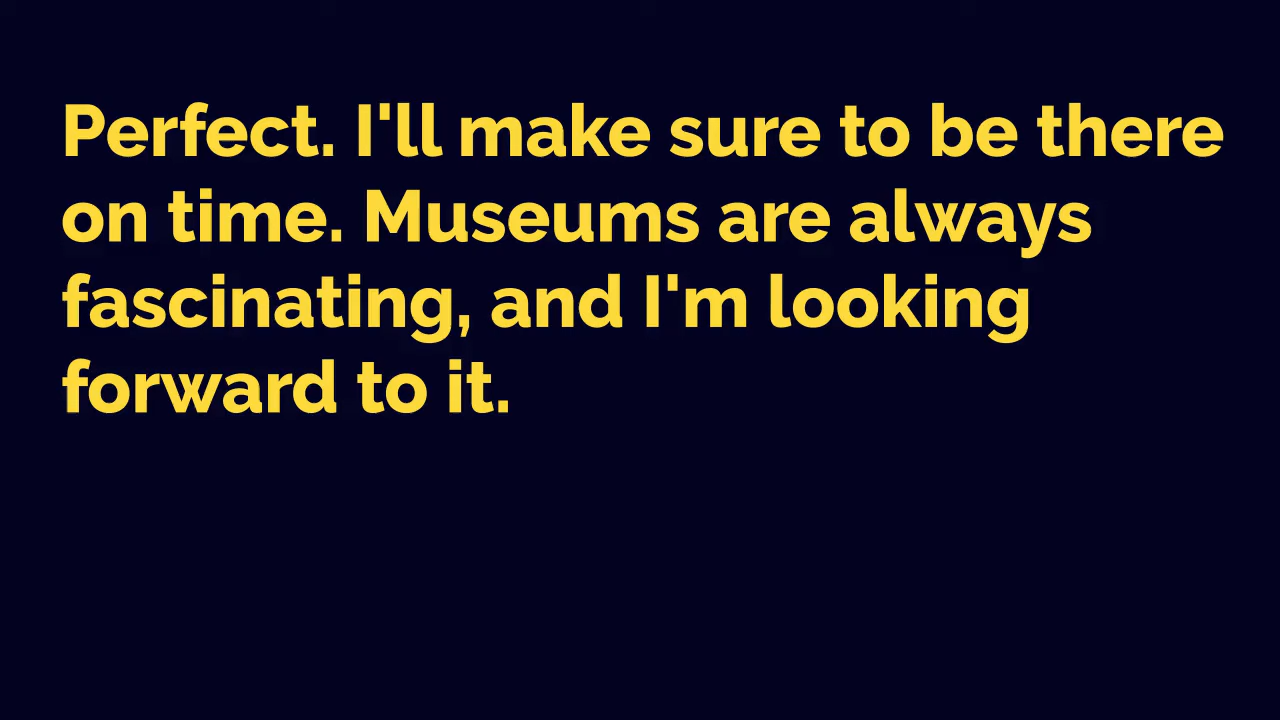 Perfect. I'll make sure to be there
on time. Museums are always
fascinating, and I'm looking
forward to it.